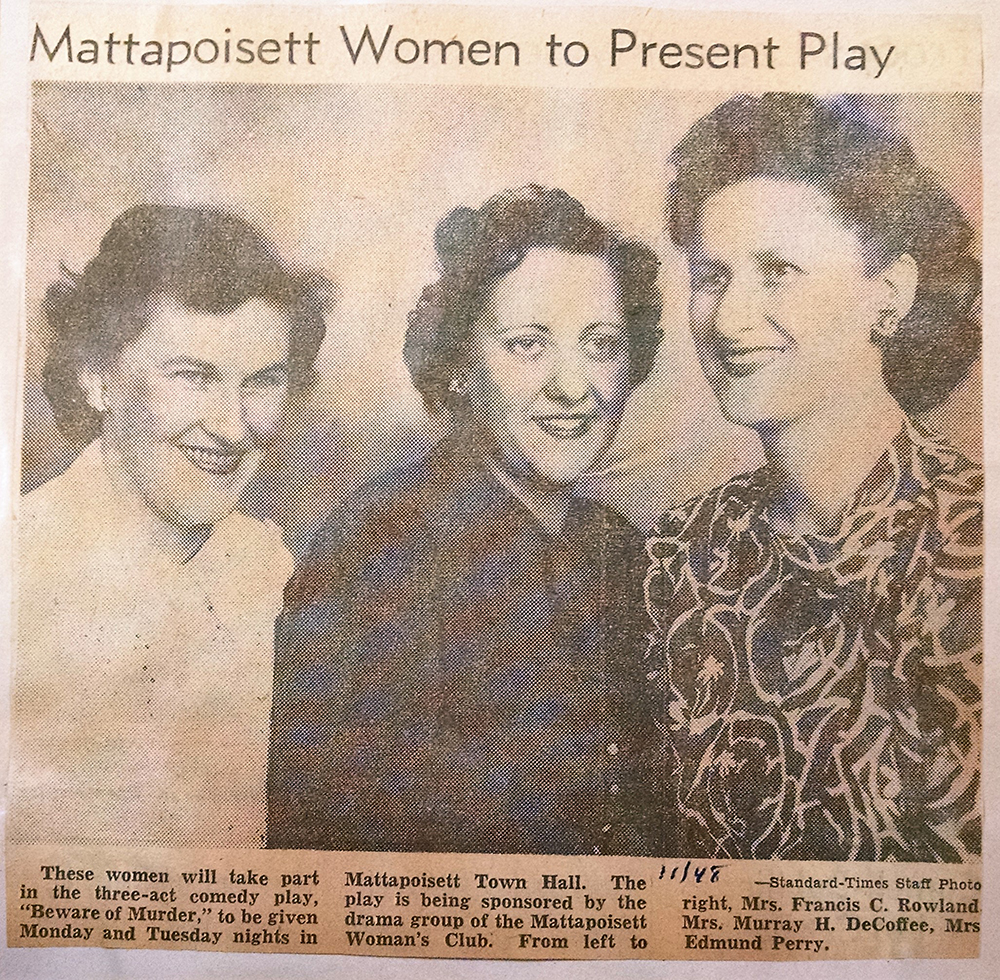 Mattapoisett Women to Present Play
These women will take part
in the three-act comedy play,
"Beware of Murder," to be given
Monday and Tuesday nights in
Mattapoisett Town Hall. The
play is being sponsored by the
drama group of the Mattapoisett
Woman's Club. From left to
11/48
—Standard-Times Staff Photo
right, Mrs. Francis C. Rowland
Mrs. Murray H. DeCoffee, Mrs
Edmund Perry.